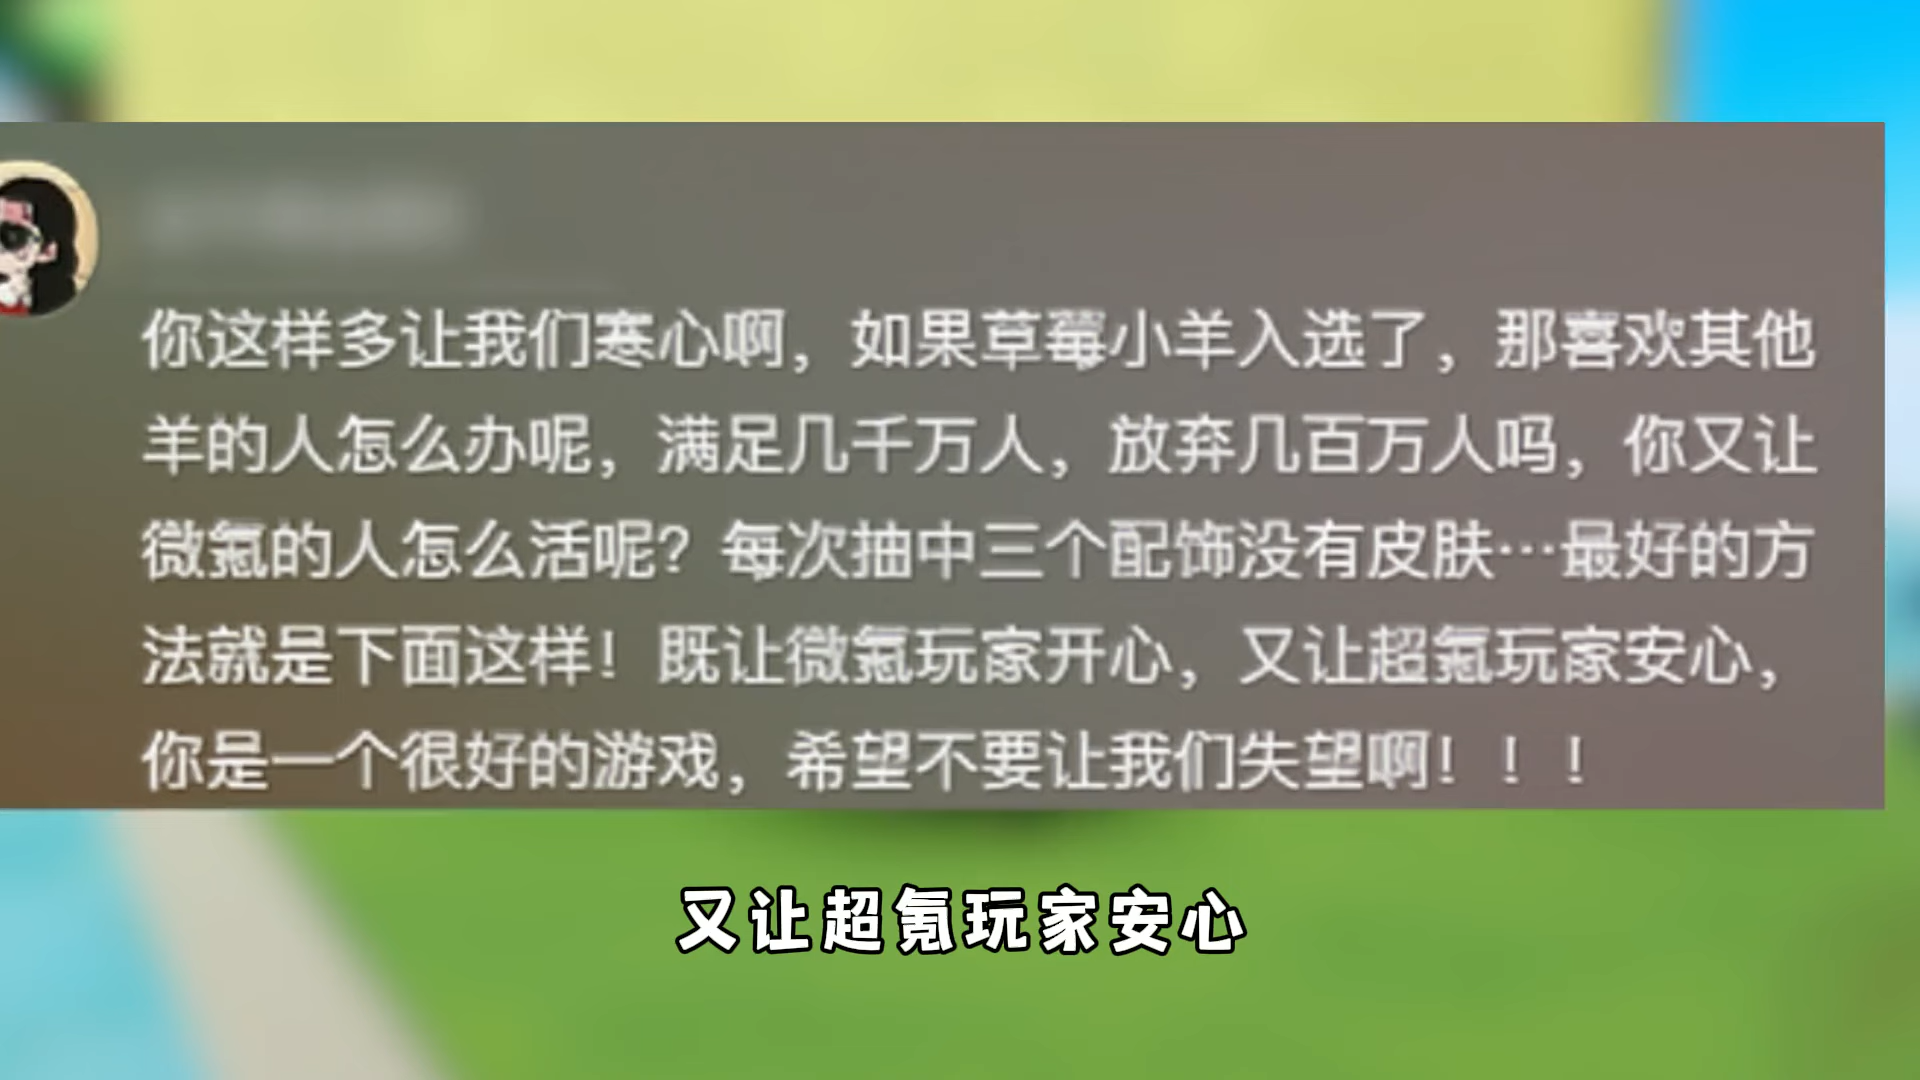 你这样多让我们寒心啊，如果草莓小羊入选了，那喜欢其他
羊的人怎么办呢，满足几千万人，放弃几百万人吗，你又让
微氪的人怎么活呢？每次抽中三个配饰没有皮肤…最好的方
法就是下面这样！既让微氪玩家开心，又让超氪玩家安心，
你是一个很好的游戏，希望不要让我们失望啊！！！
又让超氪玩家安心